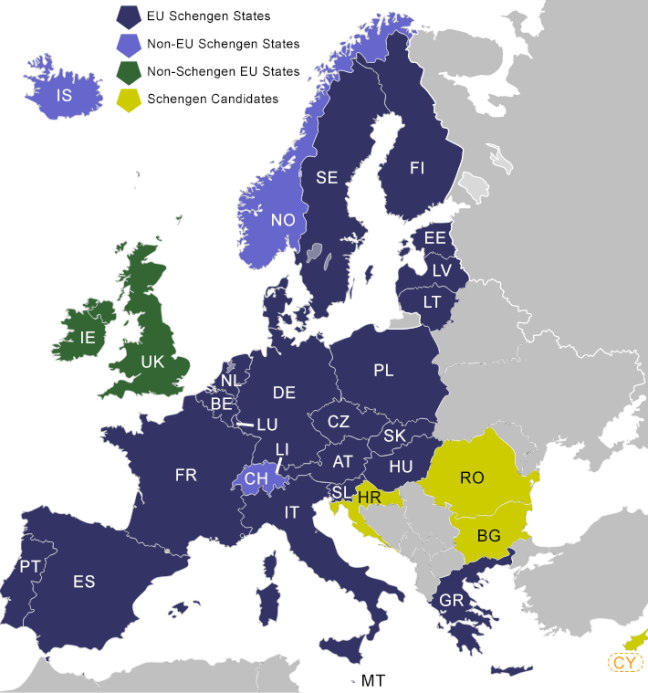 EU Schengen States
Non-EU Schengen States
Non-Schengen EU States
Schengen Candidates
IS
FI
SE
NO
EE
LV
LT
IE
UK
PL
NL
DE
BE
CZ
LU
SK
LI
AT
HU
FR
CH
RO
SL
HR
IT
BG
PT
ES
GR
CY
MT